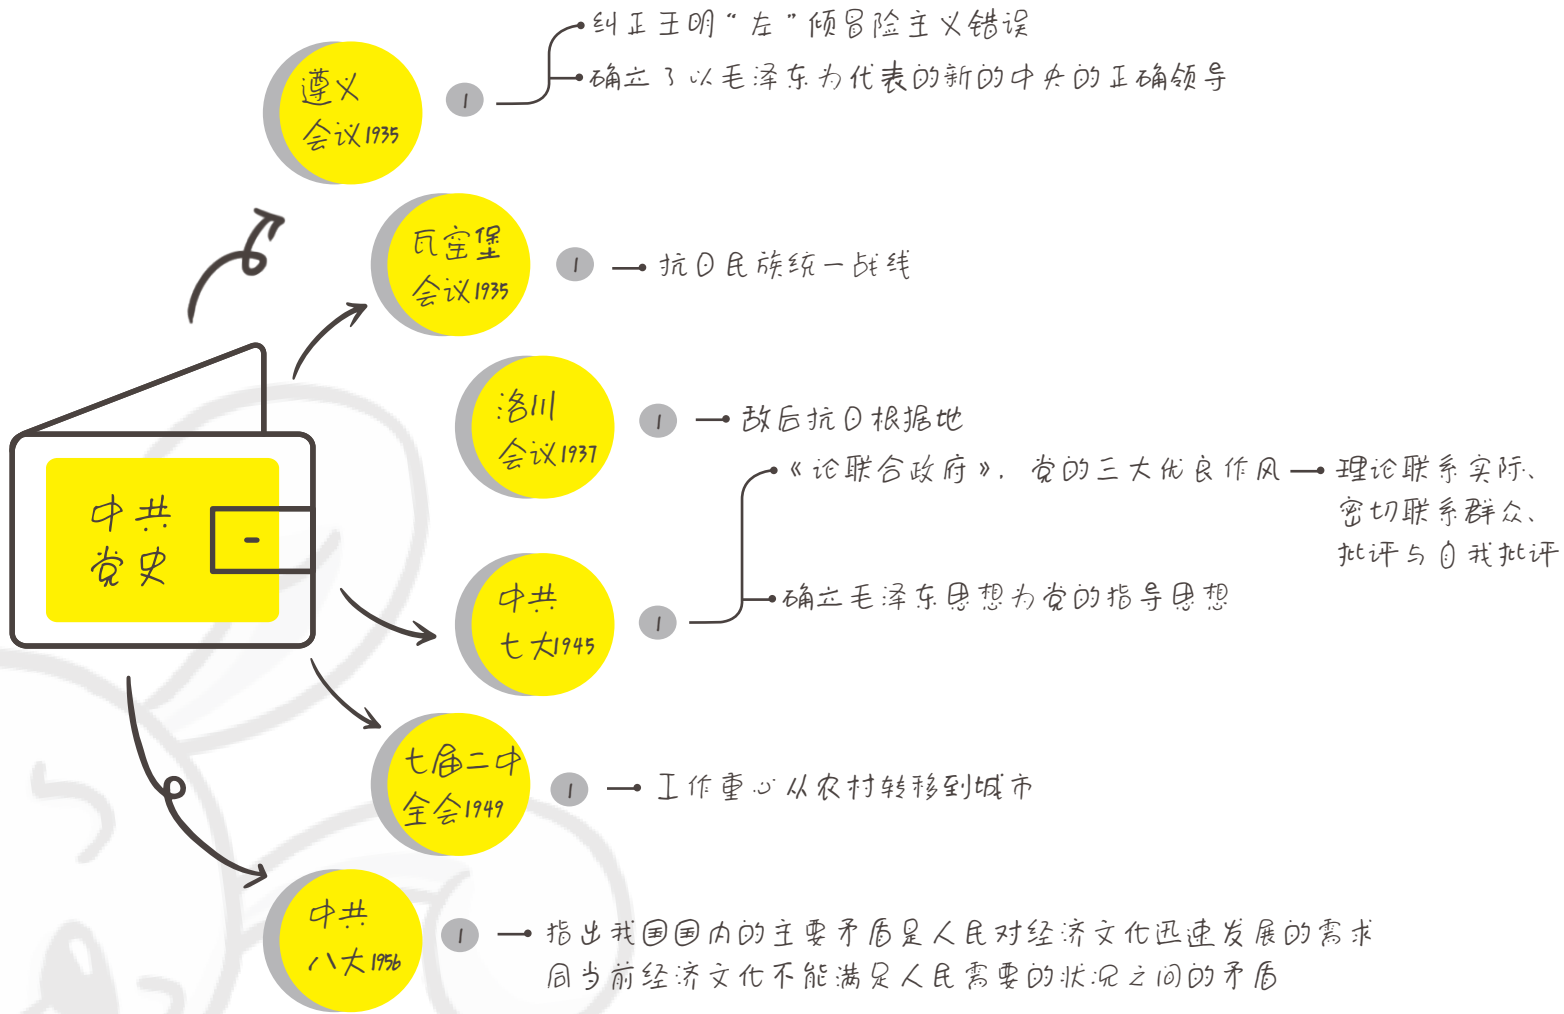 纠正王明“左”倾冒险主义错误
确立了以毛泽东为代表的新的中央的正确领导
遵义
会议1935
1
瓦窑堡
会议1935
1
抗日民族统一战线
洛川
会议1937
1
敌后抗日根据地
《论联合政府》，党的三大优良作风
理论联系实际、
密切联系群众、
批评与自我批评
中共
党史
中共
七大1945
1
确立毛泽东思想为党的指导思想
七届二中
全会1949
1
工作重心从农村转移到城市
中共
八大1956
1
指出我国国内的主要矛盾是人民对经济文化迅速发展的需求
同当前经济文化不能满足人民需要的状况之间的矛盾